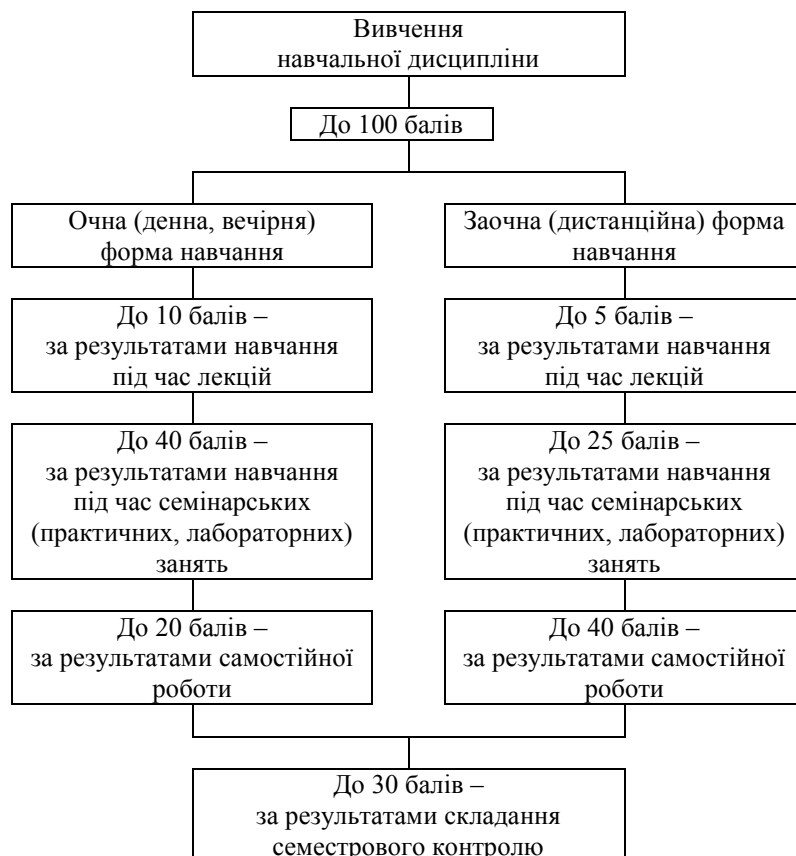 Вивчення
навчальної дисципліни
До 100 балів
Очна (денна, вечірня)
форма навчання
До 10 балів –
за результатами навчання
під час лекцій
До 40 балів –
за результатами навчання
під час семінарських
(практичних, лабораторних)
занять
До 20 балів –
за результатами самостійної
роботи
Заочна (дистанційна) форма
навчання
До 5 балів –
за результатами навчання
під час лекцій
До 25 балів –
за результатами навчання
під час семінарських
(практичних, лабораторних)
занять
До 40 балів –
за результатами самостійної
роботи
До 30 балів –
за результатами складання
семестрового контролю